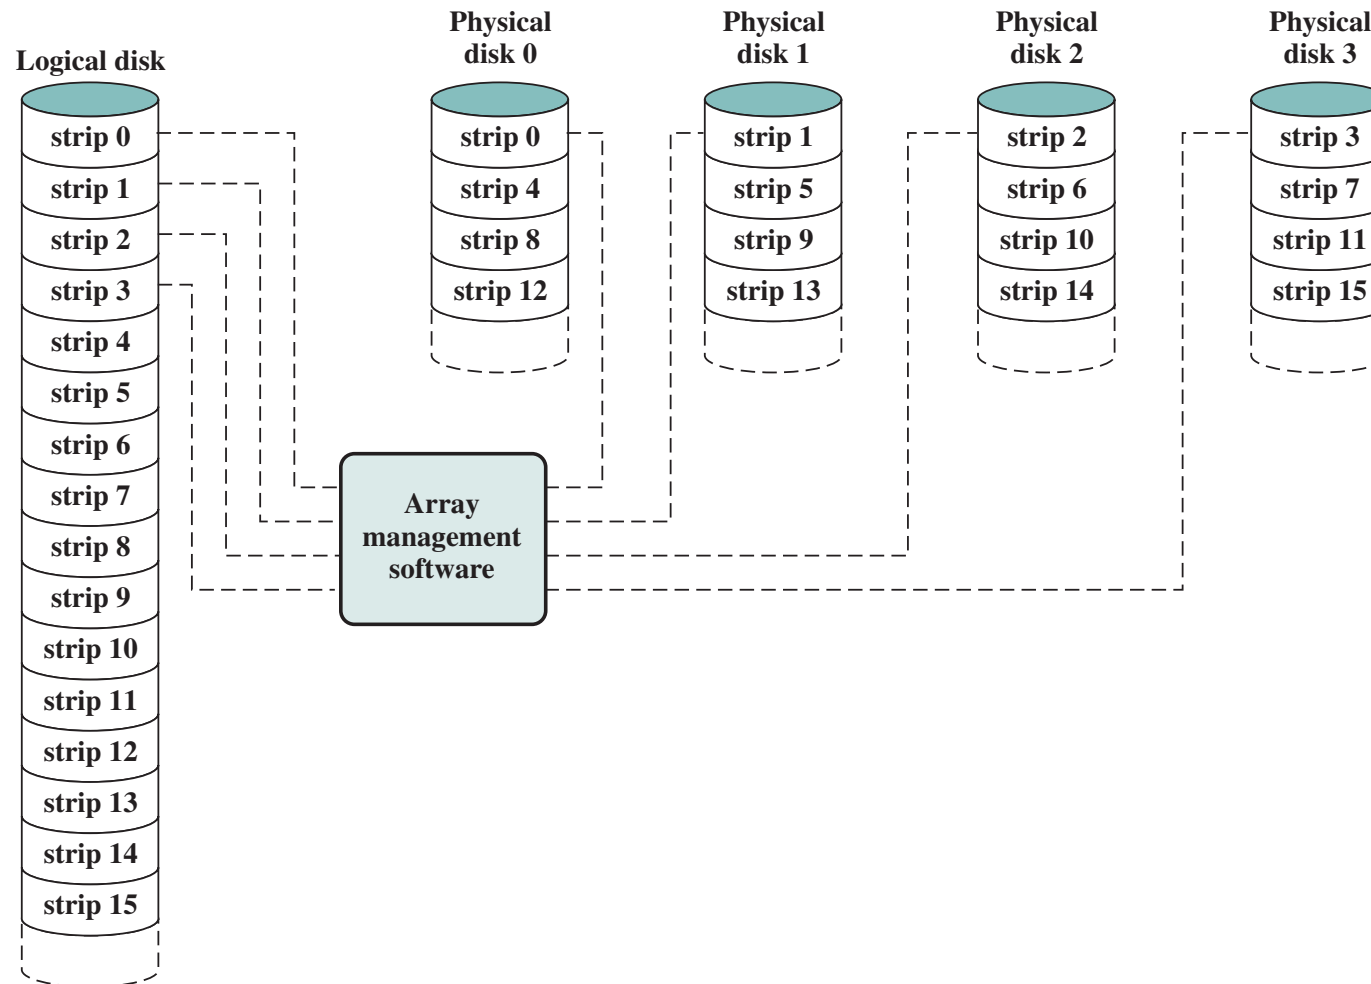 Logical disk
strip 0
strip 1
strip 2
strip 3
strip 4
strip 5
strip 6
strip 7
strip 8
strip 9
strip 10
strip 11
strip 12
strip 13
strip 14
strip 15
Physical
disk 0
strip 0
strip 4
strip 8
strip 12
Physical
disk 1
strip 1
strip 5
strip 9
strip 13
Physical
disk 2
strip 2
strip 6
strip 10
strip 14
Physical
disk 3
strip 3
strip 7
strip 11
strip 15
Array
management
software